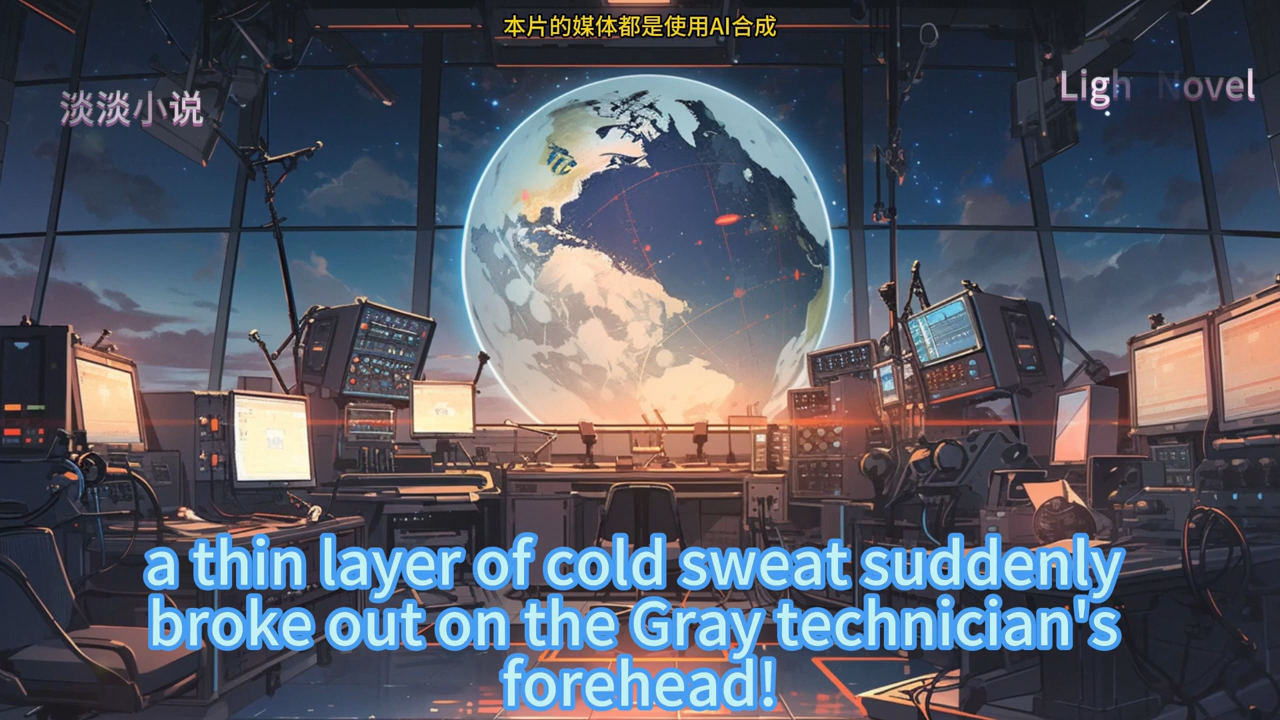 本片的媒体都是使用AI合成
淡淡小说
Ligh Novel
a thin layer of cold sweat suddenly
broke out on the Gray technician's
forehead!